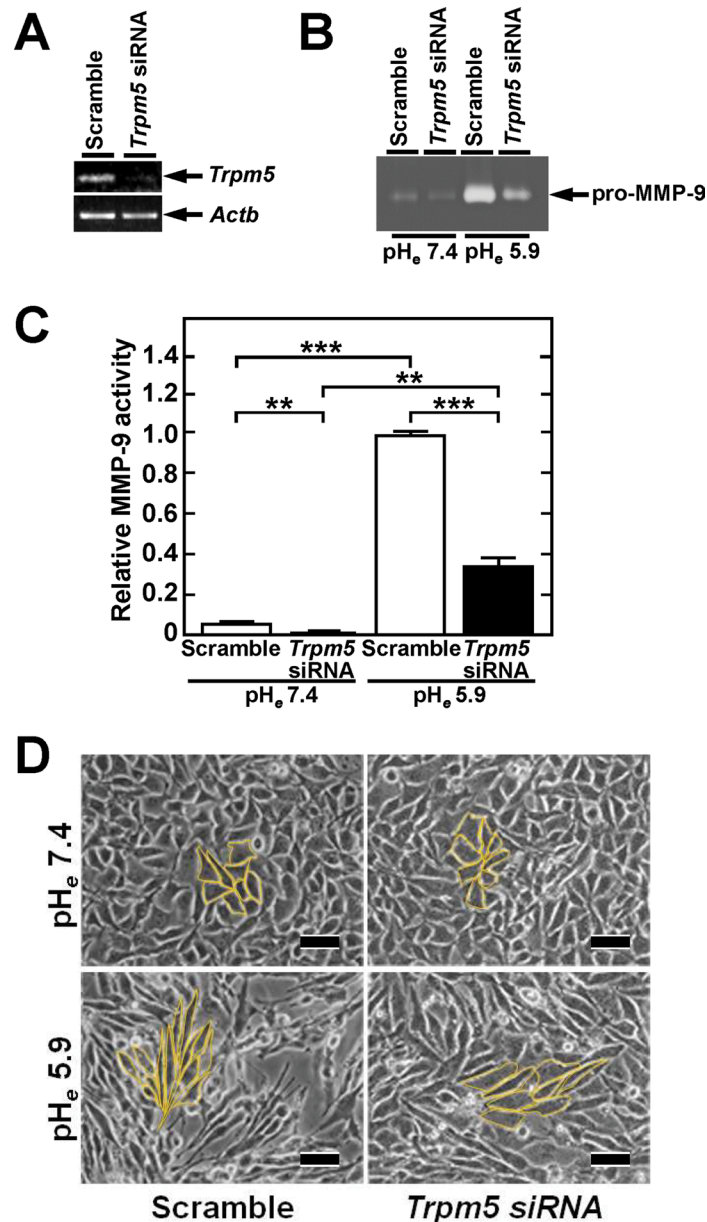 A
Scramble
Trpm5 siRNA
Trpm5
Actb
B
Scramble
Trpm5 siRNA
Scramble
Trpm5 siRNA
pro-MMP-9
pHe 7.4 pHe 5.9
C
Relative MMP-9 activity
1.4
1.2
1.0
0.8
0.6
0.4
0.2
0
***
**
**
***
Scramble Trpm5 siRNA Scramble Trpm5 siRNA
pHe 7.4 pHe 5.9
D
pHe 7.4
pHe 5.9
Scramble Trpm5 siRNA